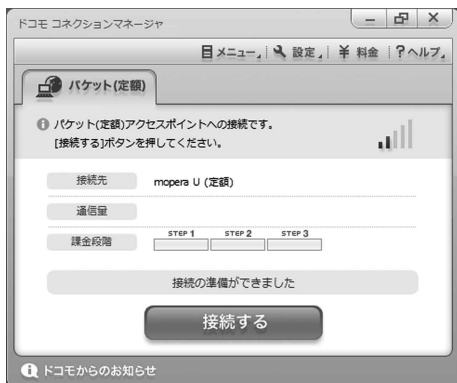 ドコモ コネクションマネージャ
メニュー 設定 ¥ 料金 ? ヘルプ
パケット(定額)
パケット(定額)アクセスポイントへの接続です。
[接続する]ボタンを押してください。
接続先 mopera U (定額)
通信量
課金段階 STEP 1 STEP 2 STEP 3
接続の準備ができました
接続する
ドコモからのお知らせ